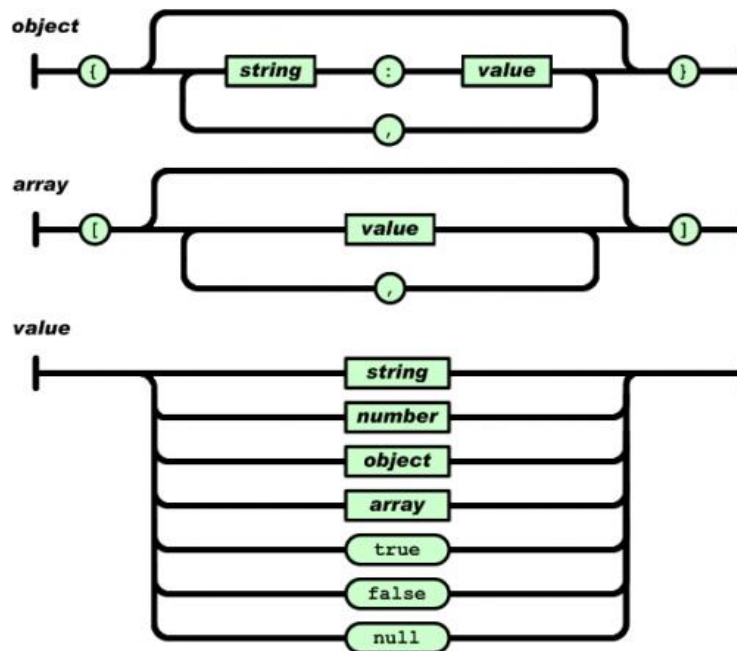 object
{ string : value }
,
array
[ value ]
,
value
string
number
object
array
true
false
null